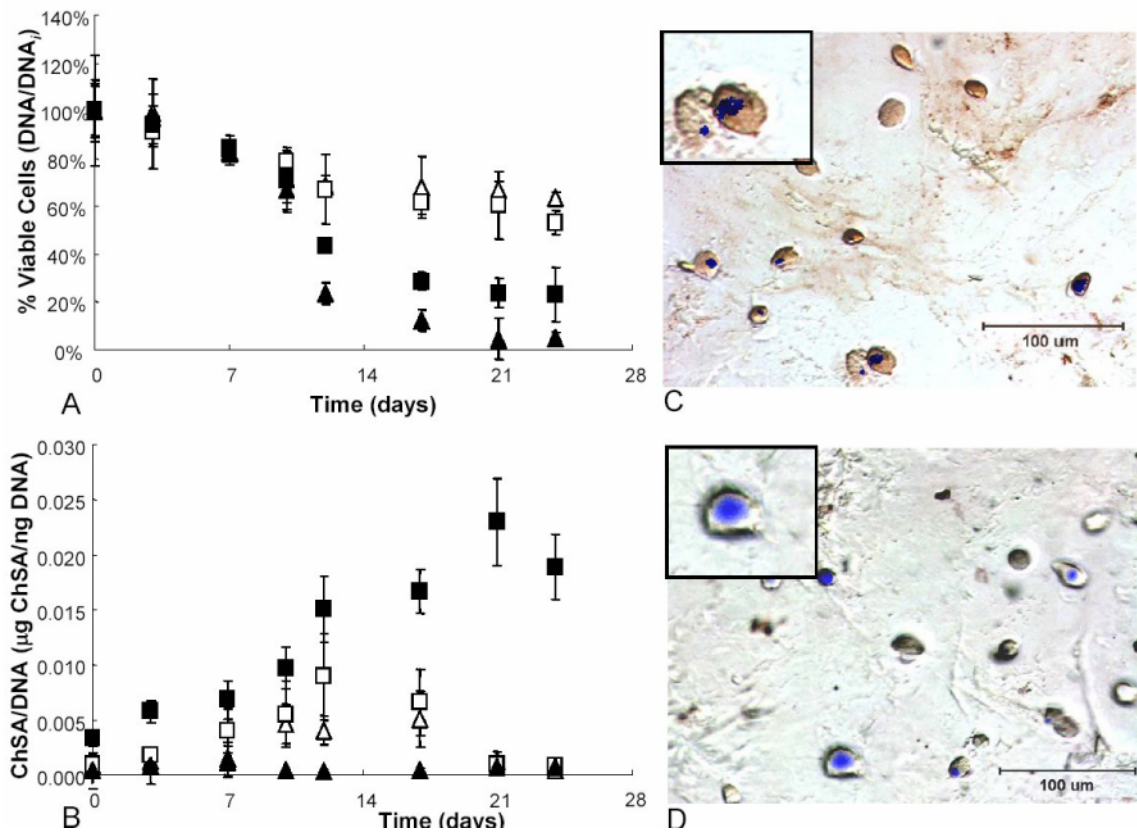 140%
120%
100%
80%
60%
40%
20%
0%
% Viable Cells (DNA/DNAi)
0
7
14
21
28
Time (days)
A
0.030
0.025
0.020
0.015
0.010
0.005
0.000
ChSA/DNA (µg ChSA/ng DNA)
0
7
14
21
28
Time (days)
B
100 um
C
100 um
D